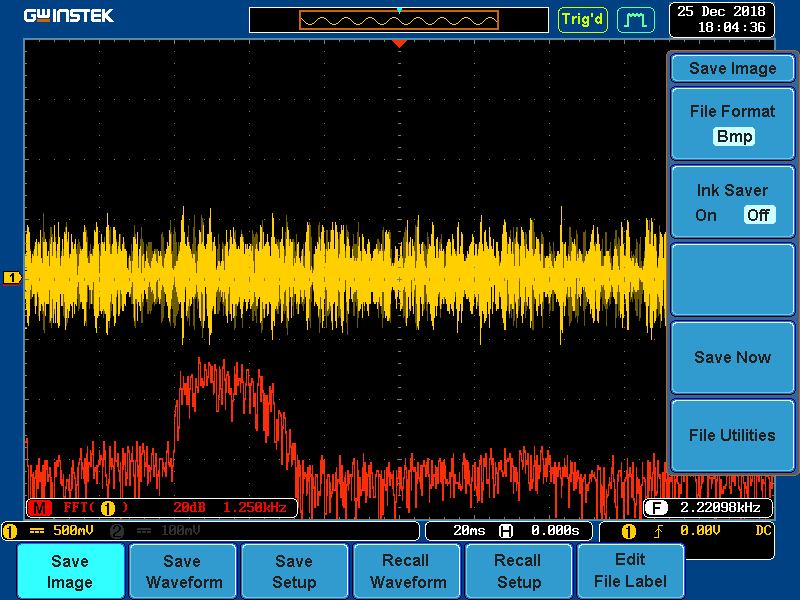 GWINSTEK
Trig'd
25 Dec 2018
18:04:36
Save Image
File Format
Bmp
Ink Saver
On Off
1
Save Now
File Utilities
M FFT( 1 ) 20dB 1.250kHz
F 2.22098kHz
1 500mV 2 100mV
20ms H 0.000s
1 0.00V DC
Save Image
Save Waveform
Save Setup
Recall Waveform
Recall Setup
Edit File Label